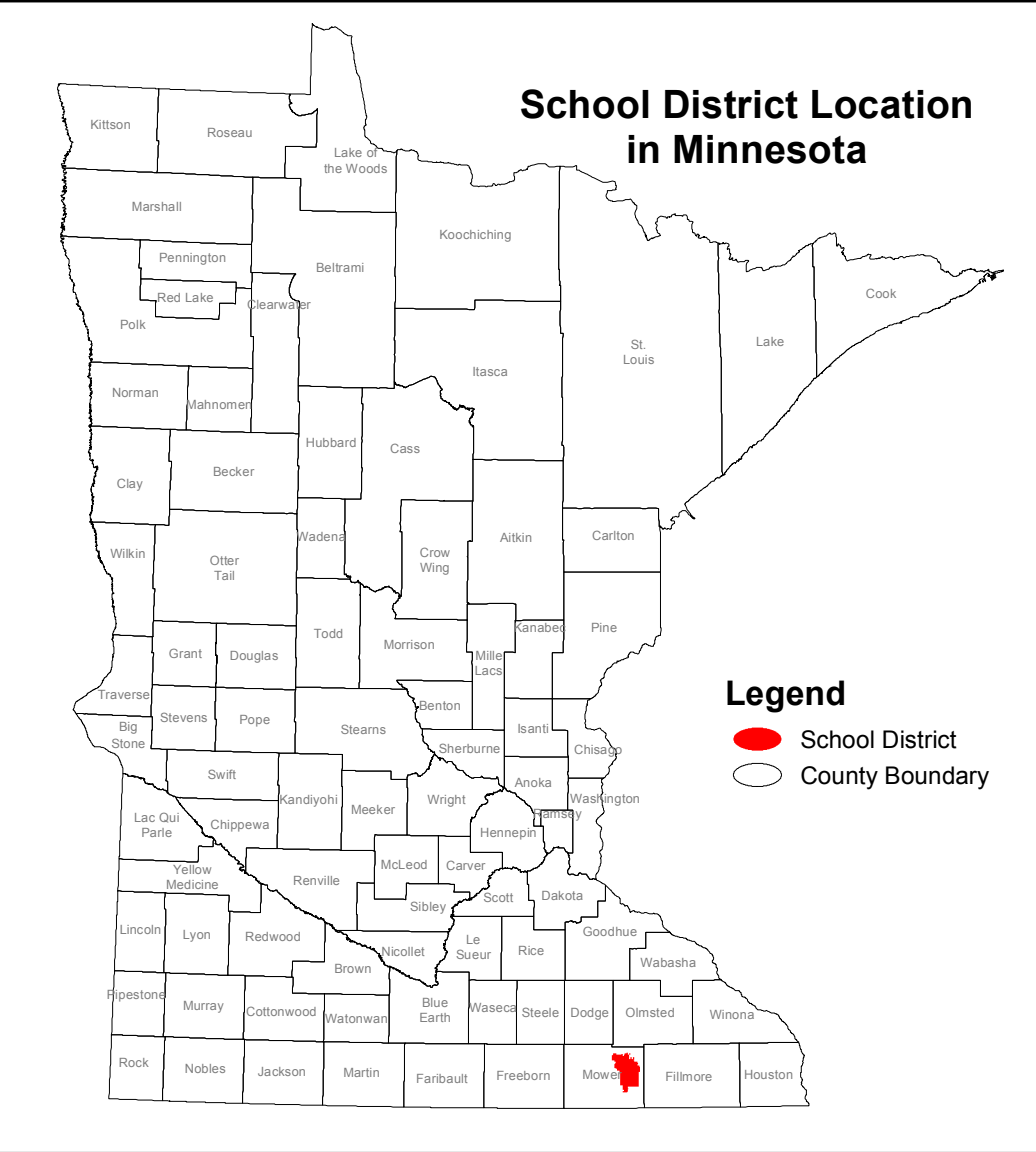 School District Location
in Minnesota
Kittson
Roseau
Lake of
the Woods
Marshall
Koochiching
Pennington
Beltrami
Red Lake
Clearwater
Polk
Cook
St.
Louis
Lake
Itasca
Norman
Mahnomen
Hubbard
Cass
Becker
Clay
Wadena
Aitkin
Carlton
Wilkin
Crow
Wing
Otter
Tail
Todd
Morrison
Kanabec
Pine
Mille
Lacs
Grant
Douglas
Traverse
Benton
Stevens
Pope
Stearns
Isanti
Big
Stone
Sherburne
Chisago
Legend
School District
County Boundary
Swift
Kandiyohi
Anoka
Meeker
Wright
Washington
Ramsey
Lac Qui
Parle
Chippewa
Hennepin
McLeod
Carver
Yellow
Medicine
Renville
Scott
Dakota
Sibley
Lincoln
Lyon
Redwood
Goodhue
Le
Sueur
Rice
Nicollet
Brown
Wabasha
Pipestone
Murray
Cottonwood
Watonwan
Blue
Earth
Waseca
Steele
Dodge
Olmsted
Winona
Rock
Nobles
Jackson
Martin
Faribault
Freeborn
Mower
Fillmore
Houston